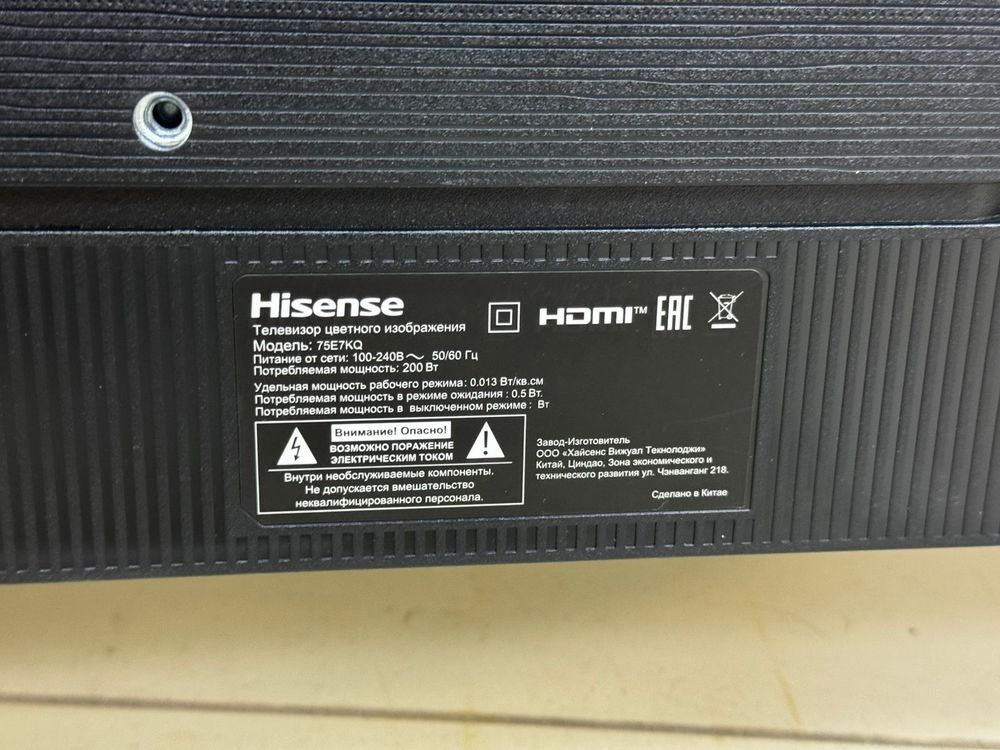 Hisense
HDMI™ EAC
Телевизор цветного изображения
Модель: 75E7KQ
Питание от сети: 100-240В～ 50/60 Гц
Потребляемая мощность: 200 Вт
Удельная мощность рабочего режима: 0.013 Вт/кв.см
Потребляемая мощность в режиме ожидания : 0.5 Вт.
Потребляемая мощность в выключенном режиме : Вт
Внимание! Опасно!
ВОЗМОЖНО ПОРАЖЕНИЕ
ЭЛЕКТРИЧЕСКИМ ТОКОМ
Внутри необслуживаемые компоненты.
Не допускается вмешательство
неквалифицированного персонала.
Завод-Изготовитель
ООО «Хайсенс Вижуал Текнолоджи»
Китай, Циндао, Зона экономического и
технического развития ул. Чэнванганг 218.
Сделано в Китае